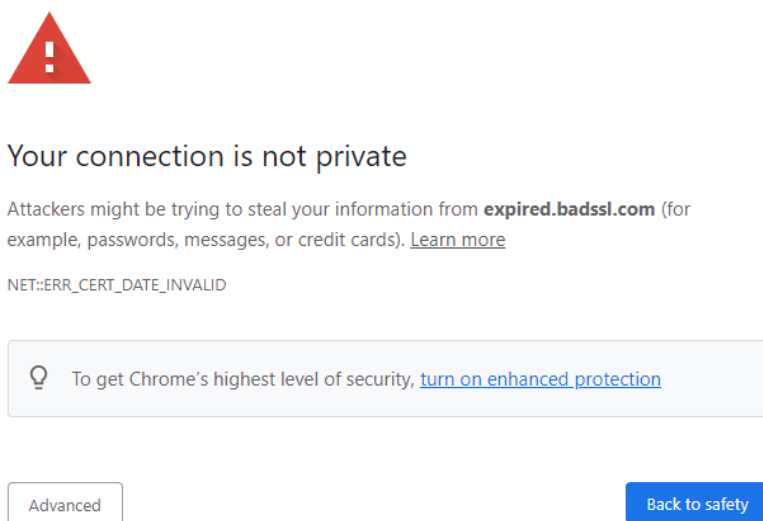 Your connection is not private
Attackers might be trying to steal your information from expired.badssl.com (for
example, passwords, messages, or credit cards). Learn more
NET::ERR_CERT_DATE_INVALID
To get Chrome’s highest level of security, turn on enhanced protection
Advanced
Back to safety